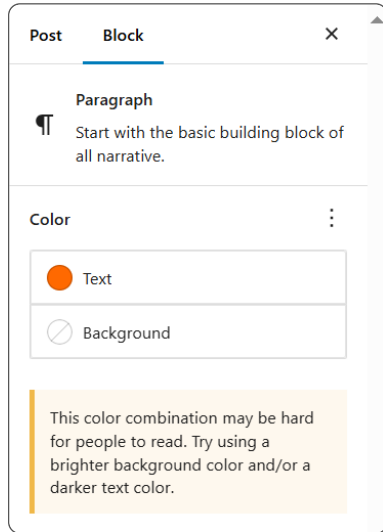 Post Block
Paragraph
Start with the basic building block of
all narrative.
Color
Text
Background
This color combination may be hard
for people to read. Try using a
brighter background color and/or a
darker text color.